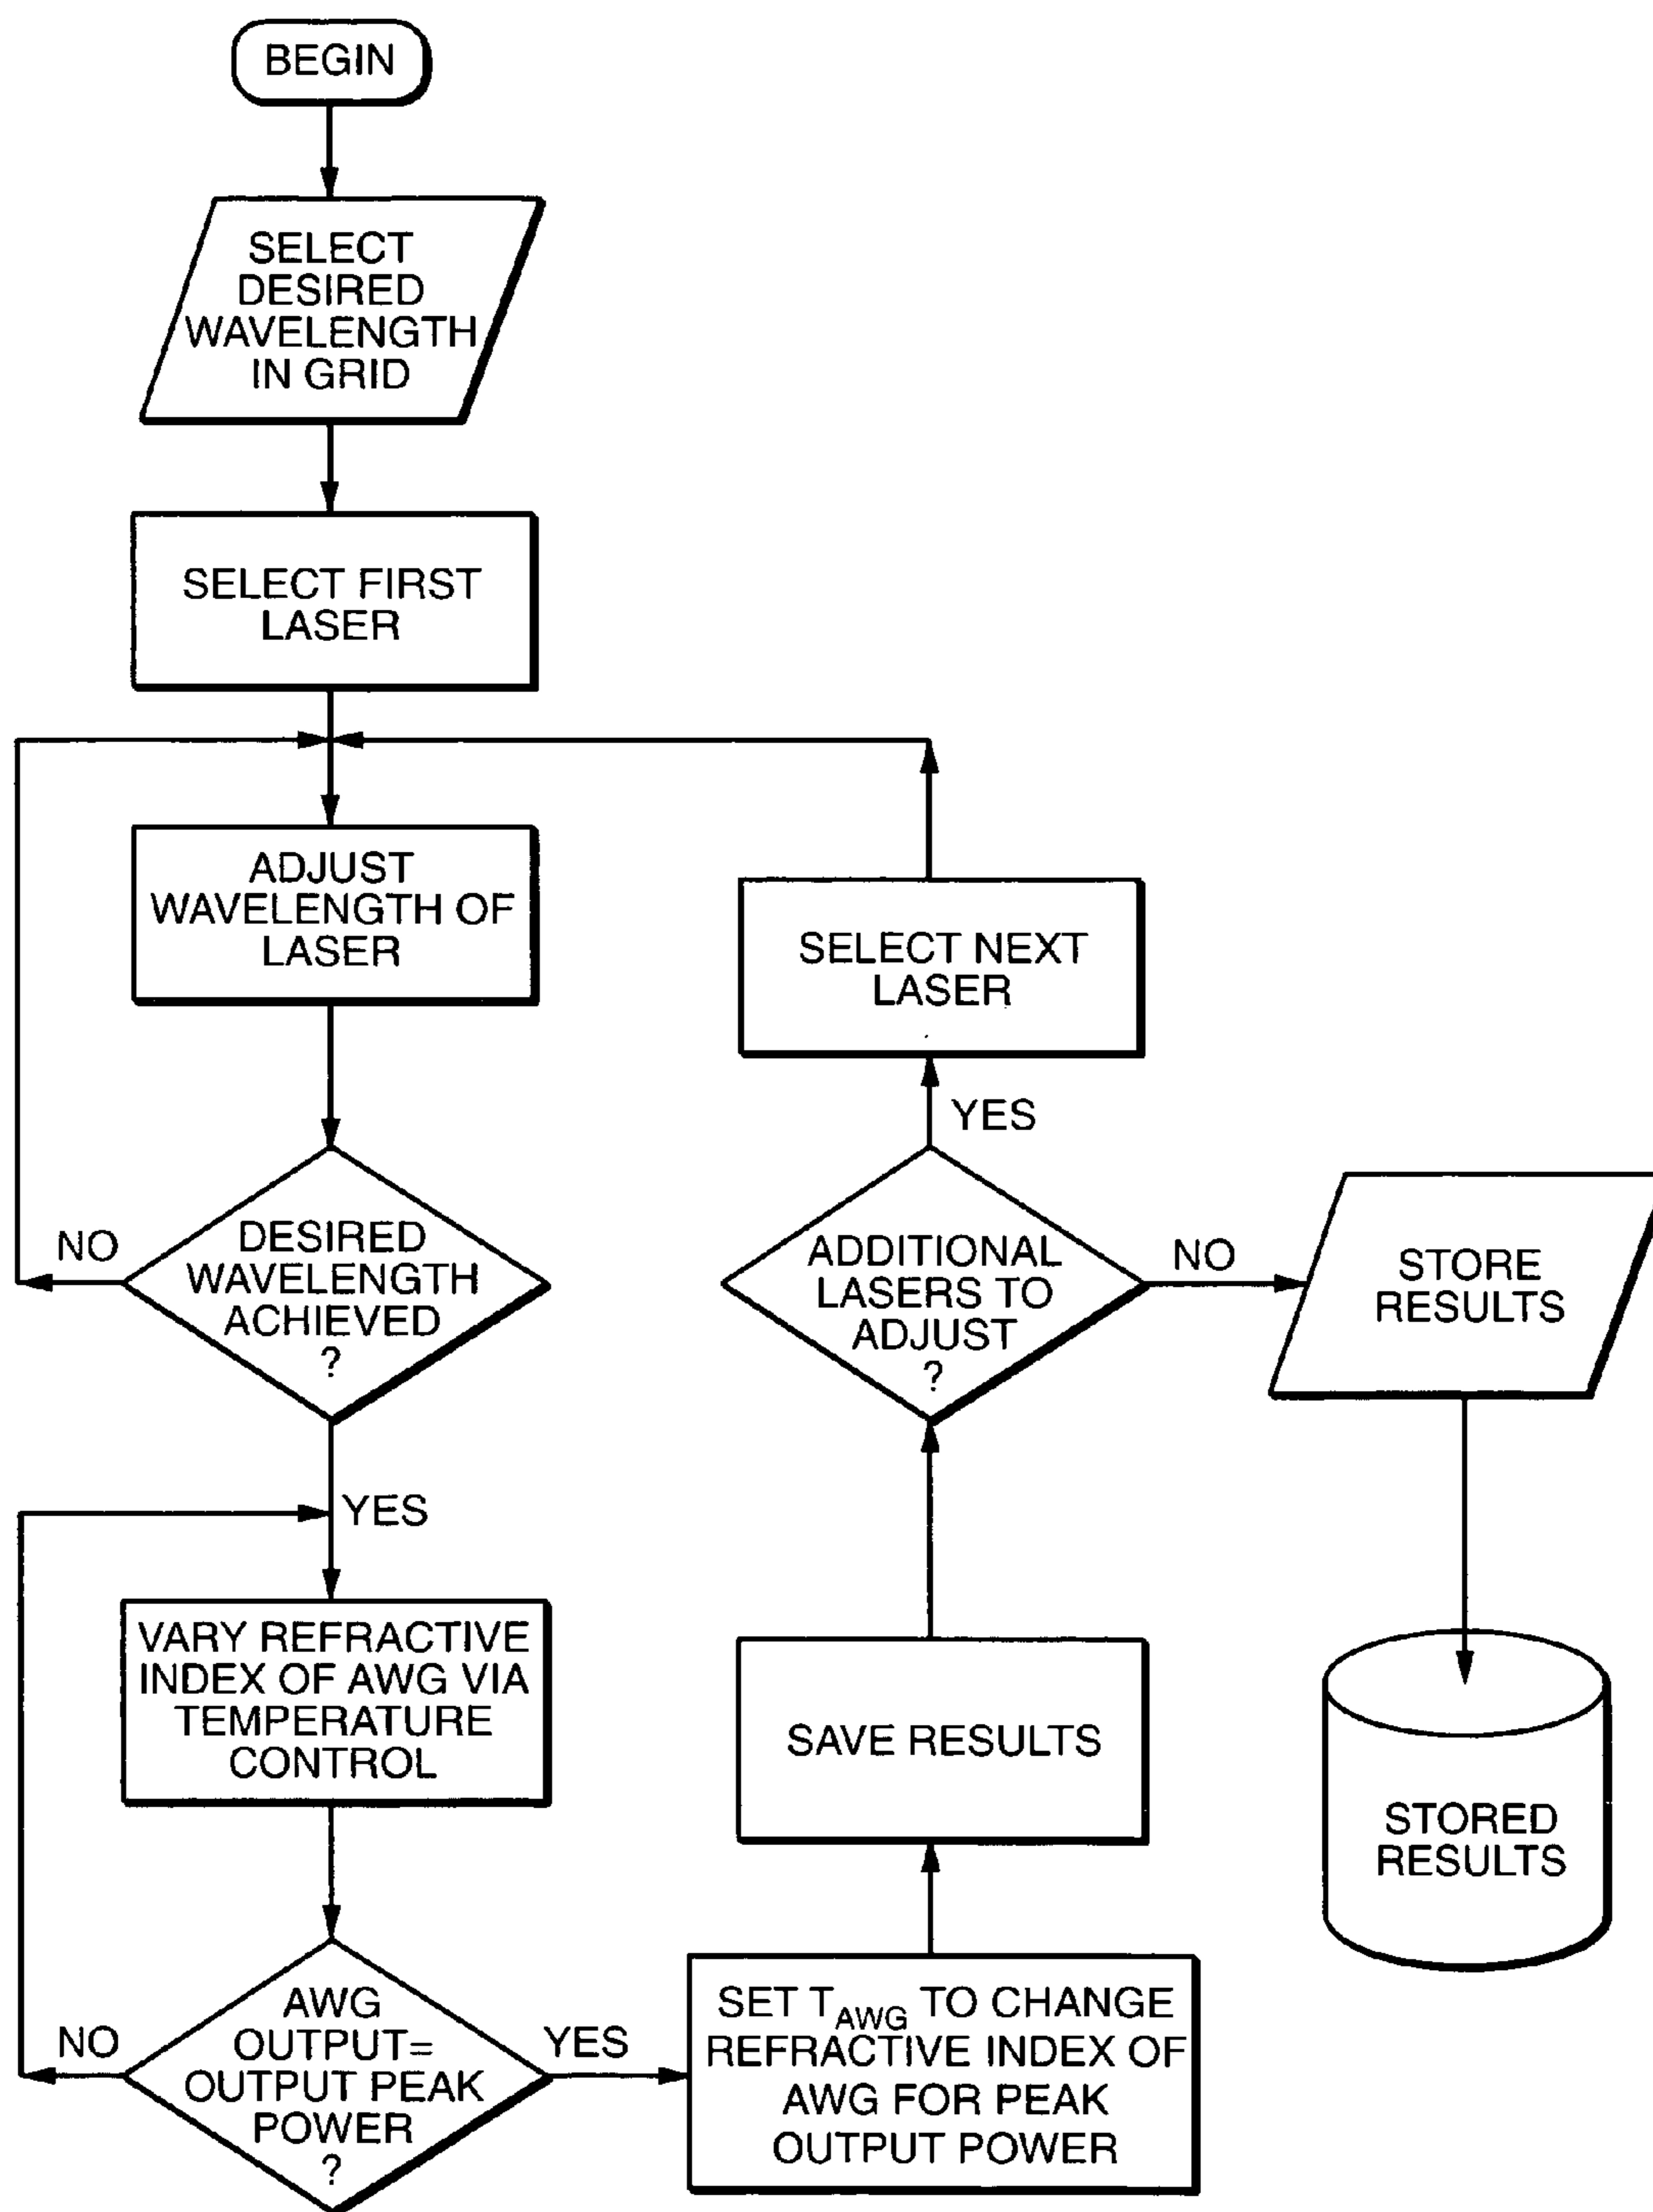 BEGIN
SELECT
DESIRED
WAVELENGTH
IN GRID
SELECT FIRST
LASER
ADJUST
WAVELENGTH OF
LASER
DESIRED
WAVELENGTH
ACHIEVED
?
NO
YES
VARY REFRACTIVE
INDEX OF AWG VIA
TEMPERATURE
CONTROL
AWG
OUTPUT=
OUTPUT PEAK
POWER
?
NO
YES
SET TAWG TO CHANGE
REFRACTIVE INDEX OF
AWG FOR PEAK
OUTPUT POWER
SAVE RESULTS
ADDITIONAL
LASERS TO
ADJUST
?
YES
SELECT NEXT
LASER
NO
STORE
RESULTS
STORED
RESULTS